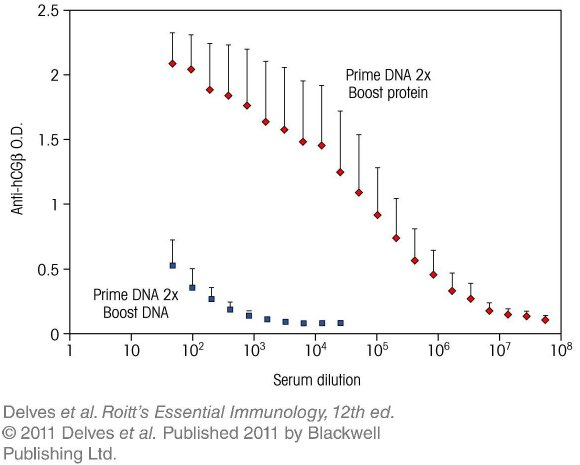 2.5
2
1.5
1
0.5
0
Anti-hCGβ O.D.
Prime DNA 2x
Boost protein
Prime DNA 2x
Boost DNA
1 10 10² 10³ 10⁴ 10⁵ 10⁶ 10⁷ 10⁸
Serum dilution
Delves et al. Roitt's Essential Immunology, 12th ed.
© 2011 Delves et al. Published 2011 by Blackwell
Publishing Ltd.